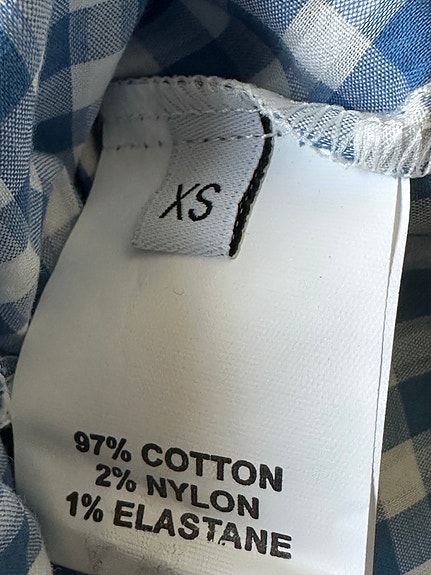 XS
97% COTTON
2% NYLON
1% ELASTANE